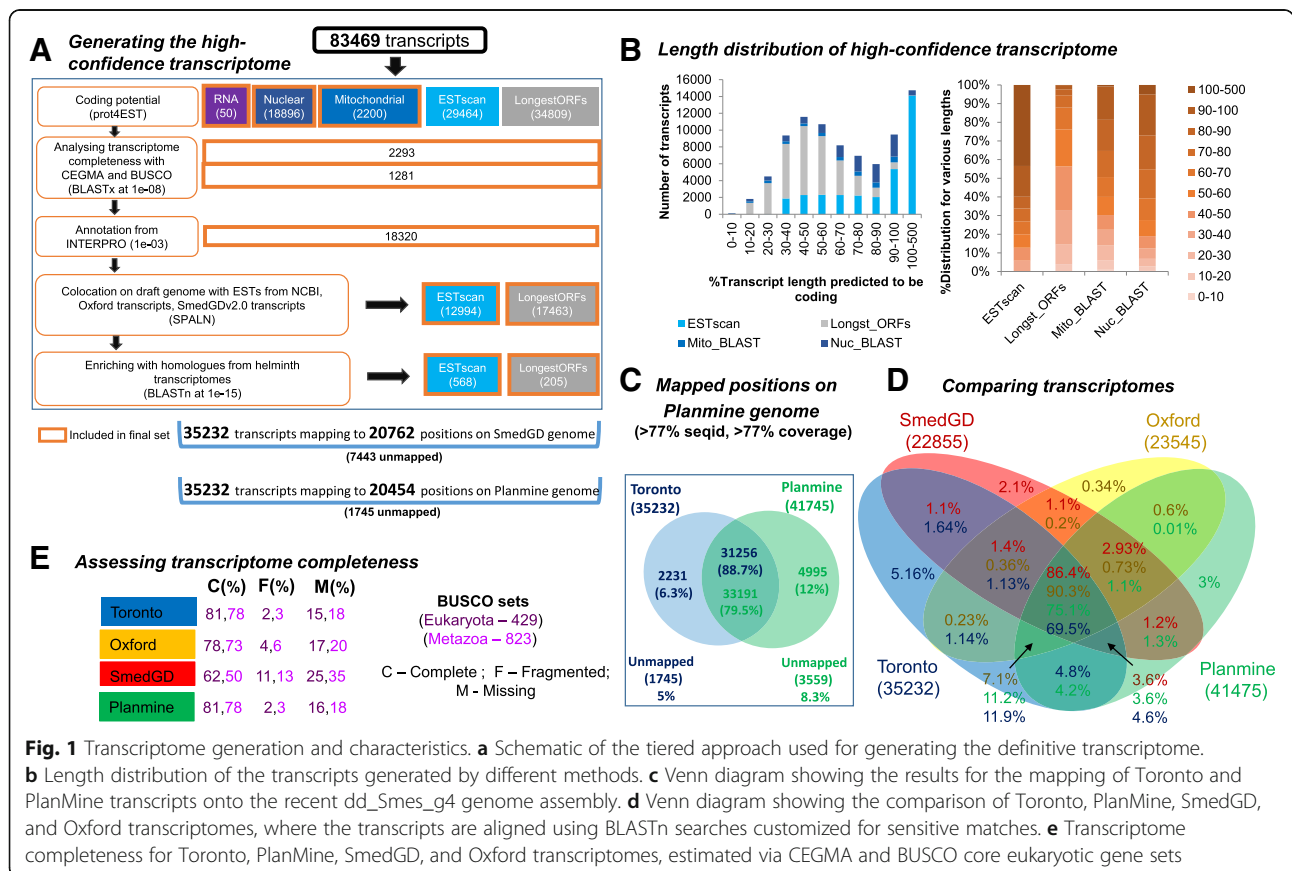 A Generating the high-
confidence transcriptome
83469 transcripts
Coding potential
(prot4EST)
RNA
(50)
Nuclear
(18896)
Mitochondrial
(2200)
ESTscan
(29464)
LongestORFs
(34809)
Analysing transcriptome
completeness with
CEGMA and BUSCO
(BLASTx at 1e-08)
2293
1281
Annotation from
INTERPRO (1e-03)
18320
Colocation on draft genome with ESTs from NCBI,
Oxford transcripts, SmedGDv2.0 transcripts
(SPALN)
ESTscan
(12994)
LongestORFs
(17463)
Enriching with homologues from helminth
transcriptomes
(BLASTn at 1e-15)
ESTscan
(568)
LongestORFs
(205)
Included in final set
35232 transcripts mapping to 20762 positions on SmedGD genome
(7443 unmapped)
35232 transcripts mapping to 20454 positions on Planmine genome
(1745 unmapped)
B Length distribution of high-confidence transcriptome
Number of transcripts
16000
14000
12000
10000
8000
6000
4000
2000
0
0-10
10-20
20-30
30-40
40-50
50-60
60-70
70-80
80-90
90-100
100-500
%Transcript length predicted to be
coding
ESTscan
Longst_ORFs
Mito_BLAST
Nuc_BLAST
%Distribution for various lengths
100%
90%
80%
70%
60%
50%
40%
30%
20%
10%
0%
ESTscan
Longst_ORFs
Mito_BLAST
Nuc_BLAST
100-500
90-100
80-90
70-80
60-70
50-60
40-50
30-40
20-30
10-20
0-10
C Mapped positions on
Planmine genome
(>77% seqid, >77% coverage)
Toronto
(35232)
Planmine
(41745)
2231
(6.3%)
31256
(88.7%)
33191
(79.5%)
4995
(12%)
Unmapped
(1745)
5%
Unmapped
(3559)
8.3%
D Comparing transcriptomes
SmedGD
(22855)
Oxford
(23545)
2.1%
0.34%
1.1%
1.64%
1.1%
0.2%
0.6%
0.01%
5.16%
1.4%
0.36%
1.13%
86.4%
90.3%
75.1%
69.5%
2.93%
0.73%
1.1%
3%
0.23%
1.14%
1.2%
1.3%
Toronto
(35232)
Planmine
(41475)
7.1%
11.2%
11.9%
4.8%
4.2%
3.6%
3.6%
4.6%
E Assessing transcriptome completeness
C(%) F(%) M(%)
Toronto 81,78 2,3 15,18
Oxford 78,73 4,6 17,20
SmedGD 62,50 11,13 25,35
Planmine 81,78 2,3 16,18
BUSCO sets
(Eukaryota – 429)
(Metazoa – 823)
C – Complete ; F – Fragmented;
M - Missing
Fig. 1 Transcriptome generation and characteristics. a Schematic of the tiered approach used for generating the definitive transcriptome.
b Length distribution of the transcripts generated by different methods. c Venn diagram showing the results for the mapping of Toronto and
PlanMine transcripts onto the recent dd_Smes_g4 genome assembly. d Venn diagram showing the comparison of Toronto, PlanMine, SmedGD,
and Oxford transcriptomes, where the transcripts are aligned using BLASTn searches customized for sensitive matches. e Transcriptome
completeness for Toronto, PlanMine, SmedGD, and Oxford transcriptomes, estimated via CEGMA and BUSCO core eukaryotic gene sets